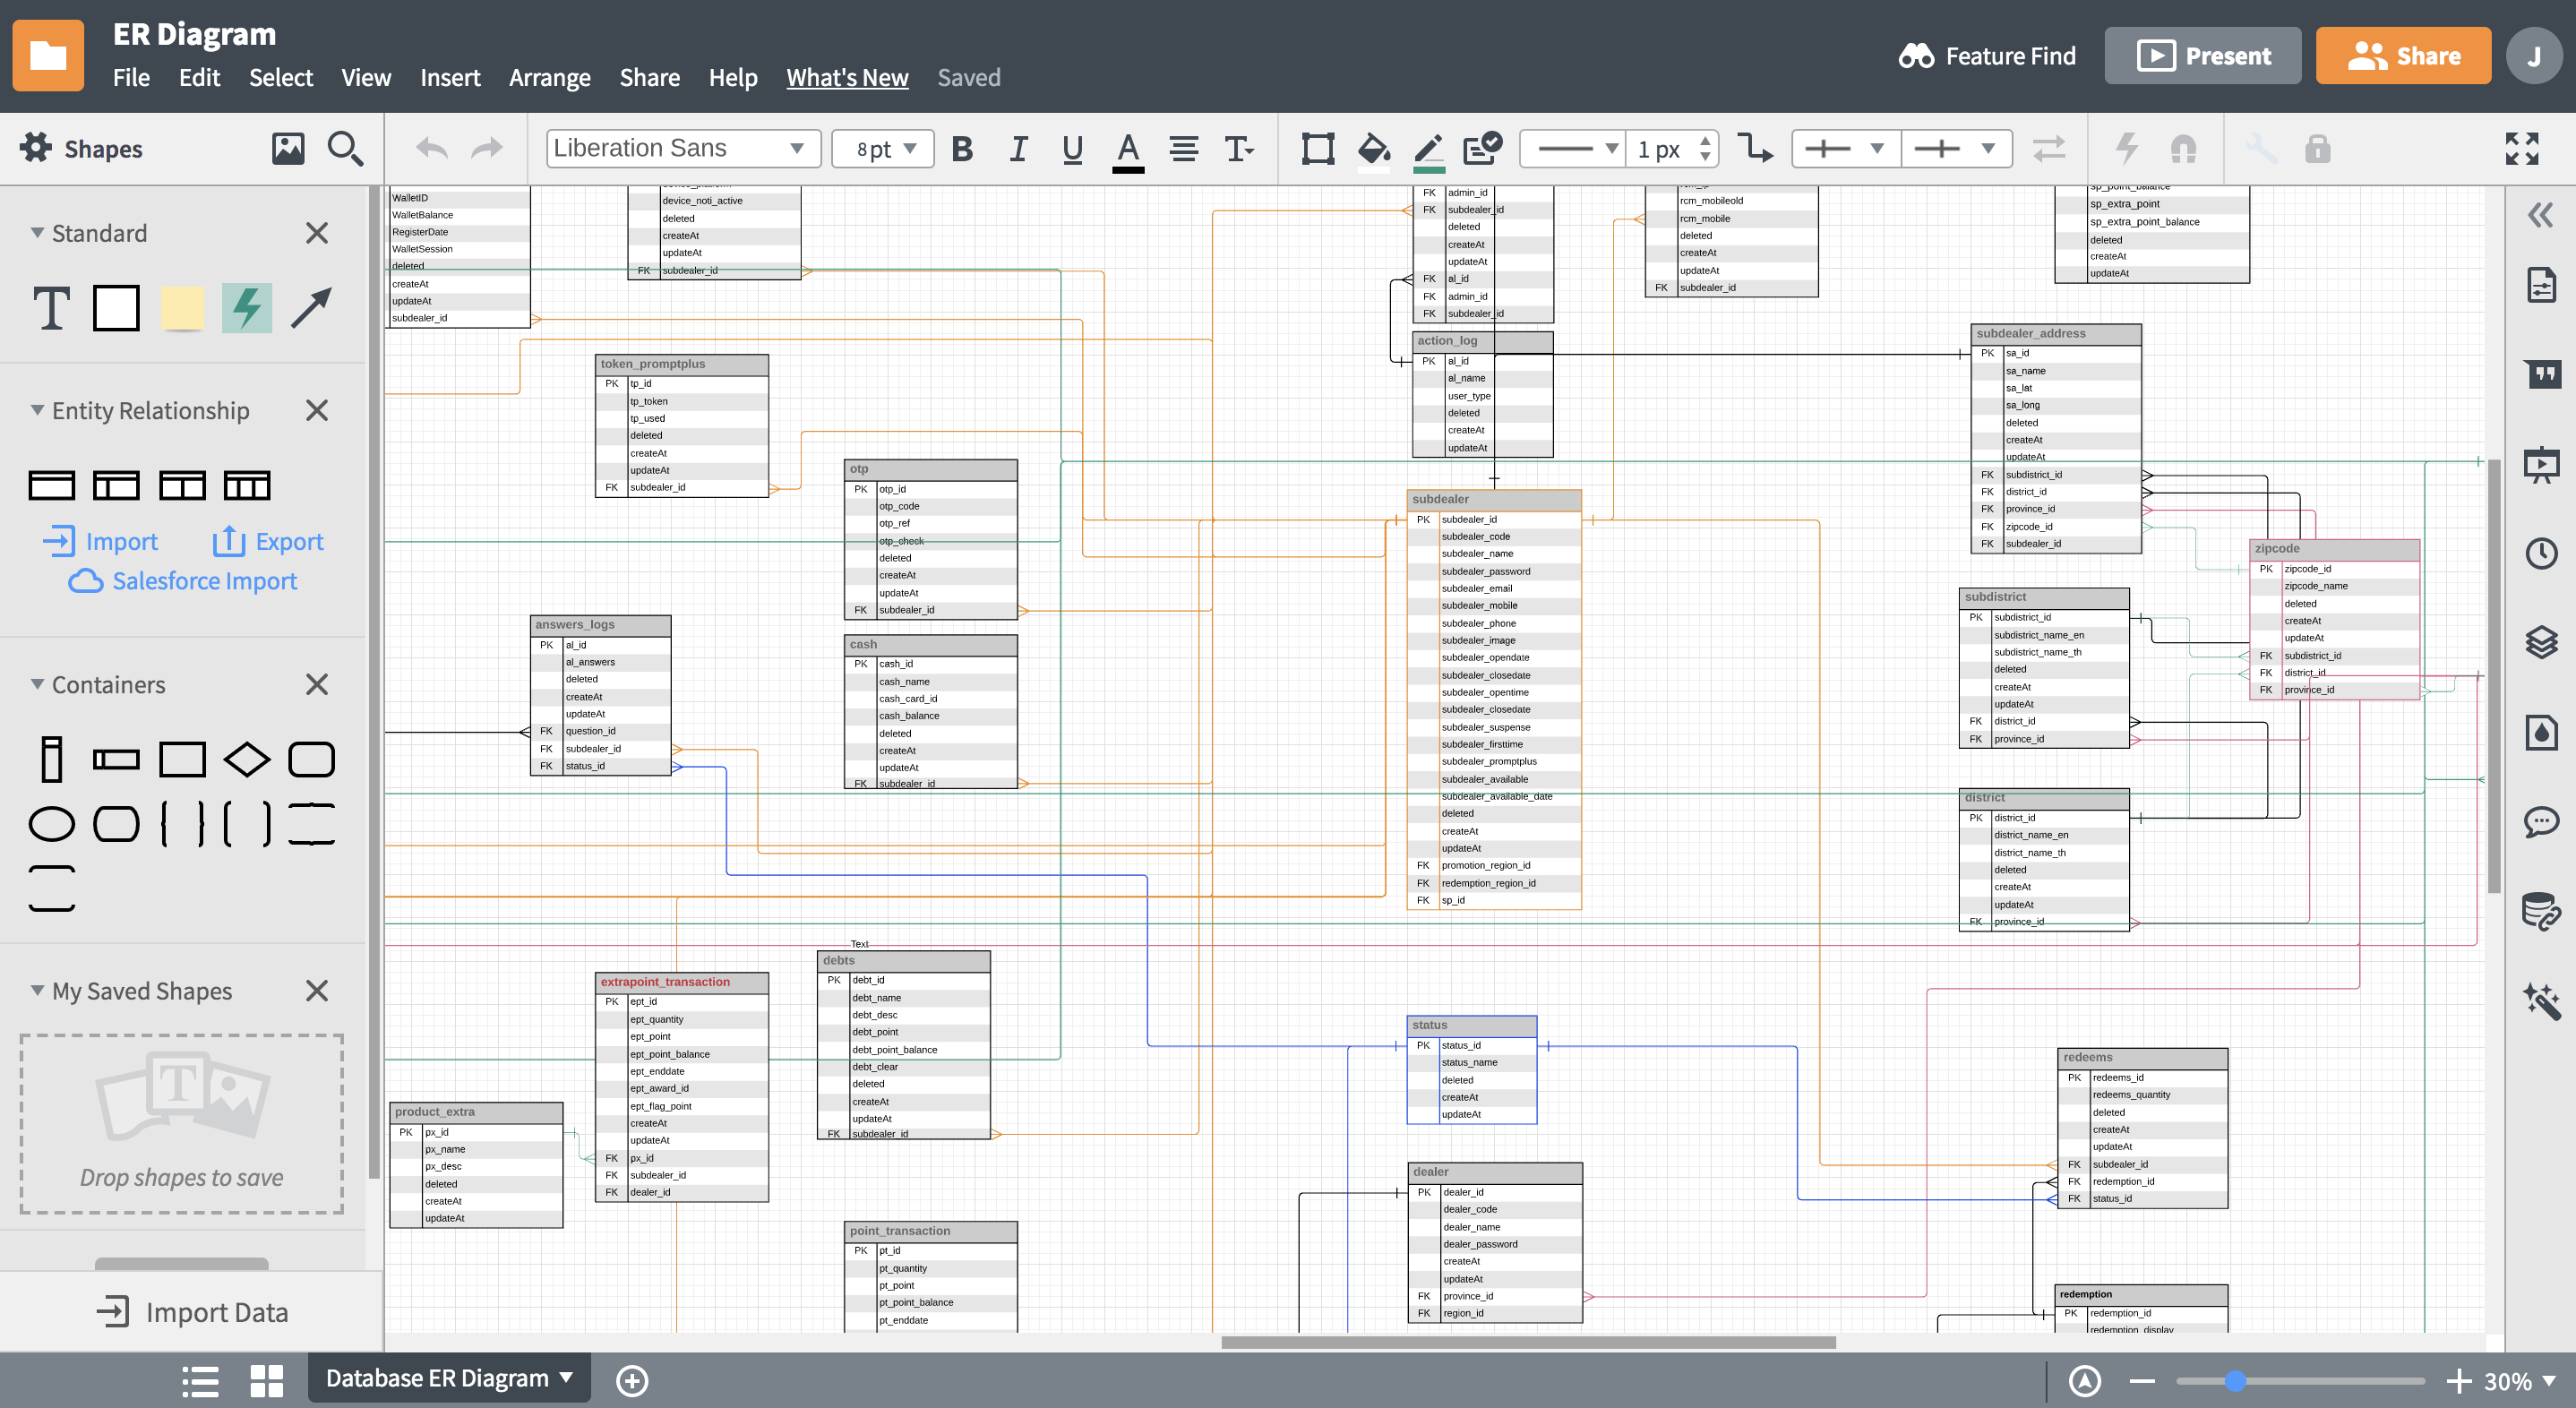 ER Diagram
File Edit Select View Insert Arrange Share Help What's New Saved
Feature Find
Present
Share
J
Shapes
Liberation Sans
8 pt
B I U A T
1 px
Standard
T
Entity Relationship
Import
Export
Salesforce Import
Containers
My Saved Shapes
T
Drop shapes to save
Import Data
WalletID
WalletBalance
RegisterDate
WalletSession
deleted
createAt
updateAt
subdealer_id
device_noti_active
deleted
createAt
updateAt
FK subdealer_id
token_promptplus
PK tp_id
tp_token
tp_used
deleted
createAt
updateAt
FK subdealer_id
otp
PK otp_id
otp_code
otp_ref
otp_check
deleted
createAt
updateAt
FK subdealer_id
answers_logs
PK al_id
al_answers
deleted
createAt
updateAt
FK question_id
FK subdealer_id
FK status_id
cash
PK cash_id
cash_name
cash_card_id
cash_balance
deleted
createAt
updateAt
FK subdealer_id
Text
debts
PK debt_id
debt_name
debt_desc
debt_point
debt_point_balance
debt_clear
deleted
createAt
updateAt
FK subdealer_id
extrapoint_transaction
PK ept_id
ept_quantity
ept_point
ept_point_balance
ept_enddate
ept_award_id
ept_flag_point
createAt
updateAt
FK px_id
FK subdealer_id
FK dealer_id
product_extra
PK px_id
px_name
px_desc
deleted
createAt
updateAt
point_transaction
PK pt_id
pt_quantity
pt_point
pt_point_balance
pt_enddate
FK admin_id
FK subdealer_id
deleted
createAt
updateAt
FK al_id
FK admin_id
FK subdealer_id
action_log
PK al_id
al_name
user_type
deleted
createAt
updateAt
subdealer
PK subdealer_id
subdealer_code
subdealer_name
subdealer_password
subdealer_email
subdealer_mobile
subdealer_phone
subdealer_image
subdealer_opendate
subdealer_closedate
subdealer_opentime
subdealer_closedate
subdealer_suspense
subdealer_firsttime
subdealer_promptplus
subdealer_available
subdealer_available_date
deleted
createAt
updateAt
FK promotion_region_id
FK redemption_region_id
FK sp_id
status
PK status_id
status_name
deleted
createAt
updateAt
dealer
PK dealer_id
dealer_code
dealer_name
dealer_password
createAt
updateAt
FK province_id
FK region_id
rcm_mobileold
rcm_mobile
deleted
createAt
updateAt
FK subdealer_id
sp_point_balance
sp_extra_point
sp_extra_point_balance
deleted
createAt
updateAt
subdealer_address
PK sa_id
sa_name
sa_lat
sa_long
deleted
createAt
updateAt
FK subdistrict_id
FK district_id
FK province_id
FK zipcode_id
FK subdealer_id
zipcode
PK zipcode_id
zipcode_name
deleted
createAt
updateAt
FK subdistrict_id
FK district_id
FK province_id
subdistrict
PK subdistrict_id
subdistrict_name_en
subdistrict_name_th
deleted
createAt
updateAt
FK district_id
FK province_id
district
PK district_id
district_name_en
district_name_th
deleted
createAt
updateAt
FK province_id
redeems
PK redeems_id
redeems_quantity
deleted
createAt
updateAt
FK subdealer_id
FK redemption_id
FK status_id
redemption
PK redemption_id
redemption_display
Database ER Diagram
30%